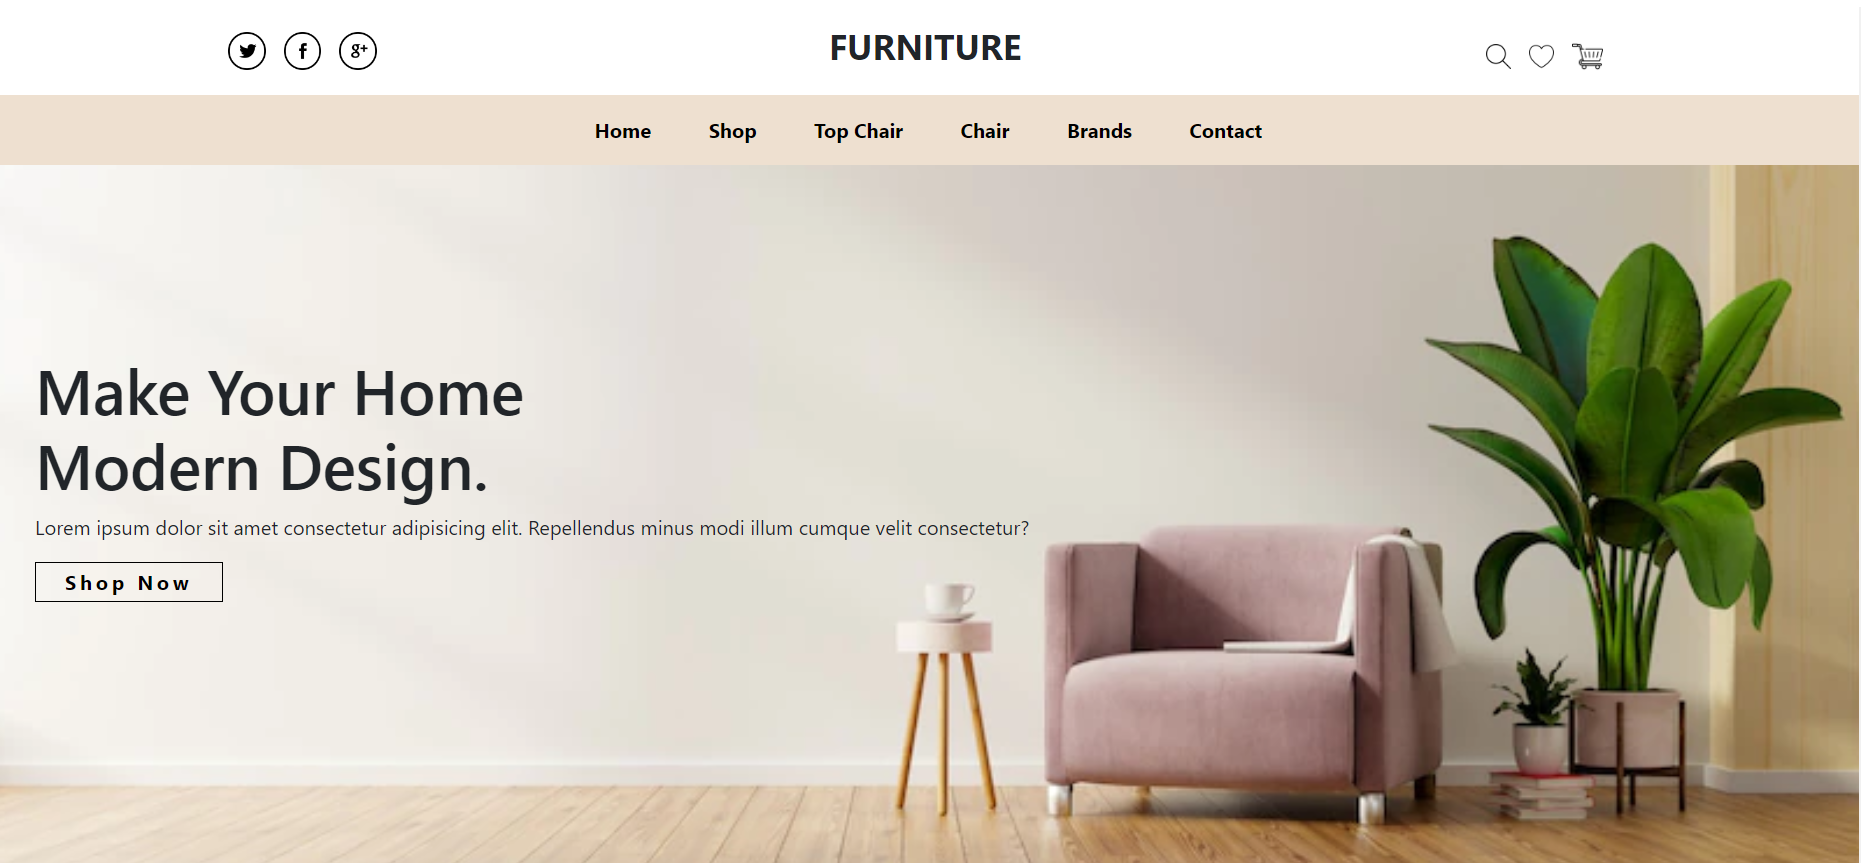 FURNITURE
Home Shop Top Chair Chair Brands Contact
Make Your Home
Modern Design.
Lorem ipsum dolor sit amet consectetur adipisicing elit. Repellendus minus modi illum cumque velit consectetur?
Shop Now